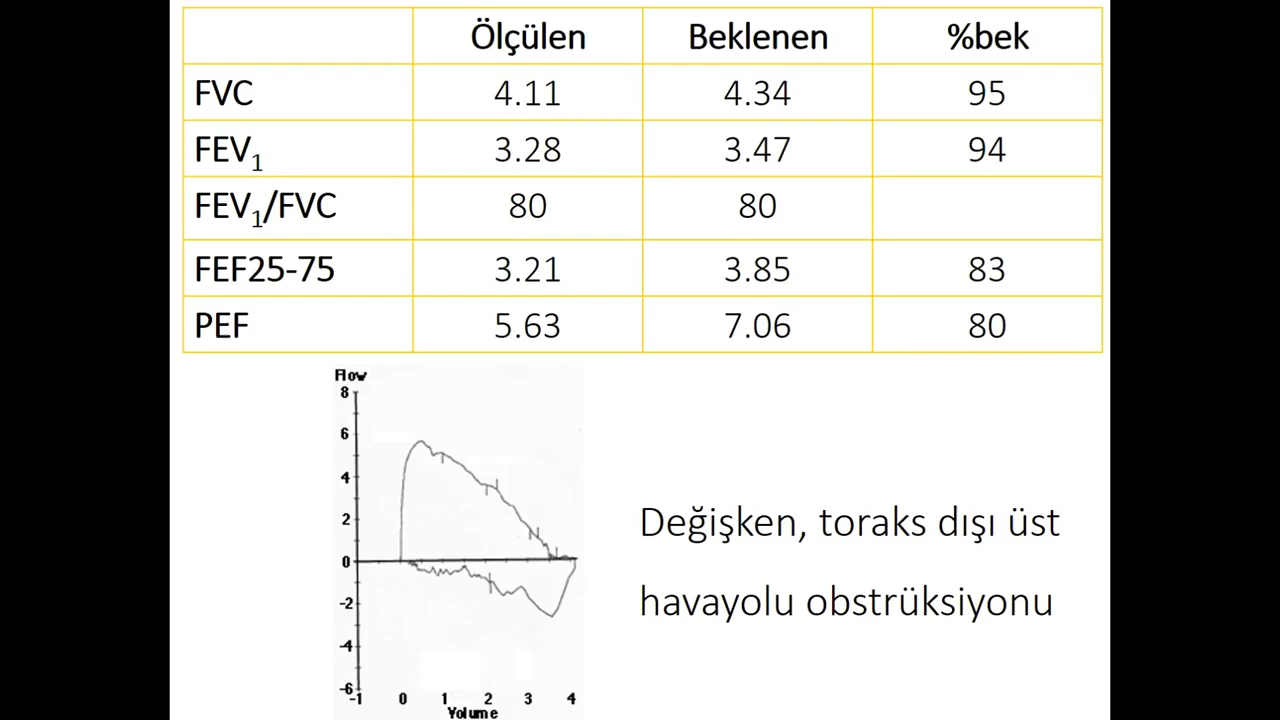 Ölçülen Beklenen %bek
FVC 4.11 4.34 95
FEV1 3.28 3.47 94
FEV1/FVC 80 80
FEF25-75 3.21 3.85 83
PEF 5.63 7.06 80
Flow
8
6
4
2
0
-2
-4
-6
-1 0 1 2 3 4
Volume
Değişken, toraks dışı üst
havayolu obstrüksiyonu